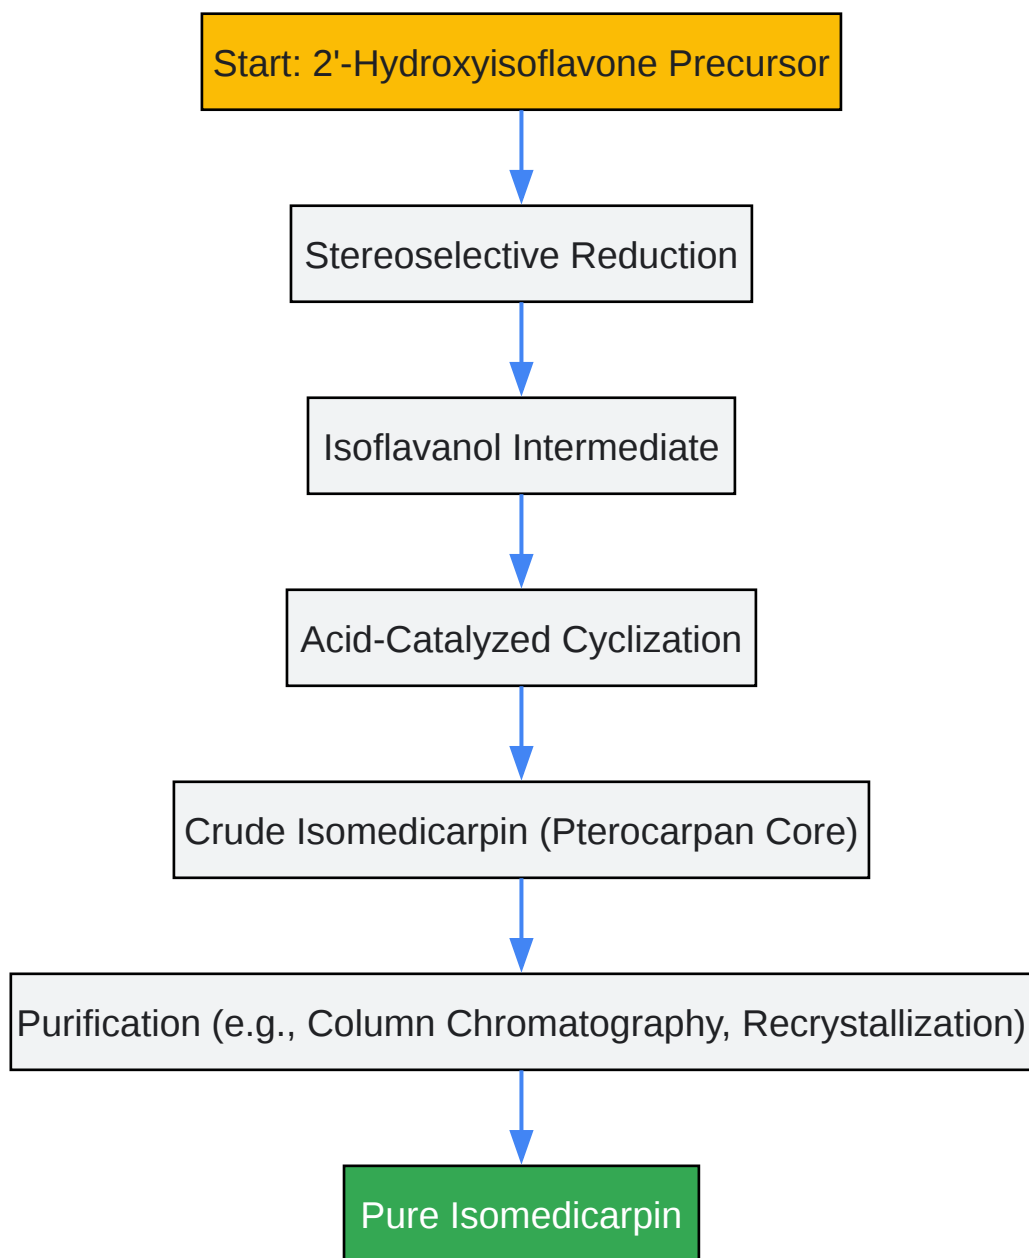 Start: 2'-Hydroxyisoflavone Precursor
Stereoselective Reduction
Isoflavanol Intermediate
Acid-Catalyzed Cyclization
Crude Isomedicarpin (Pterocarpan Core)
Purification (e.g., Column Chromatography, Recrystallization)
Pure Isomedicarpin